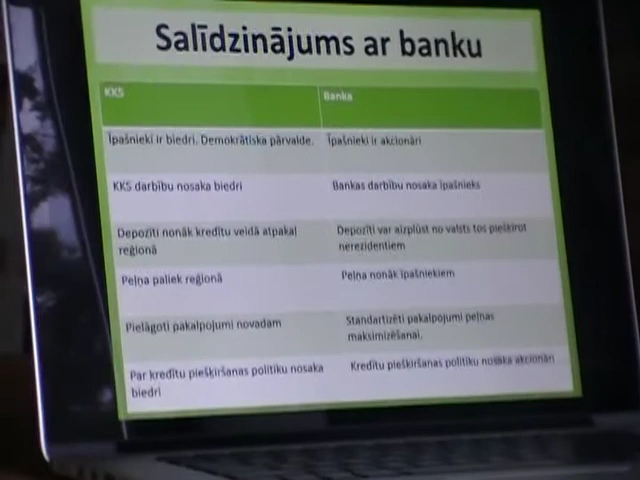 Salīdzinājums ar banku
KKS
Banka
Īpašnieki ir biedri. Demokrātiska pārvalde.
Īpašnieki ir akcionāri
KKS darbību nosaka biedri
Bankas darbību nosaka īpašnieks
Depozīti nonāk kredītu veidā atpakaļ
reģionā
Depozīti var aizplūst no valsts tos piešķirot
nerezidentiem
Peļņa paliek reģionā
Peļņa nonāk īpašniekiem
Pielāgoti pakalpojumi novadam
Standartizēti pakalpojumi peļņas
maksimizēšanai.
Par kredītu piešķiršanas politiku nosaka
biedri
Kredītu piešķiršanas politiku nosaka akcionāri